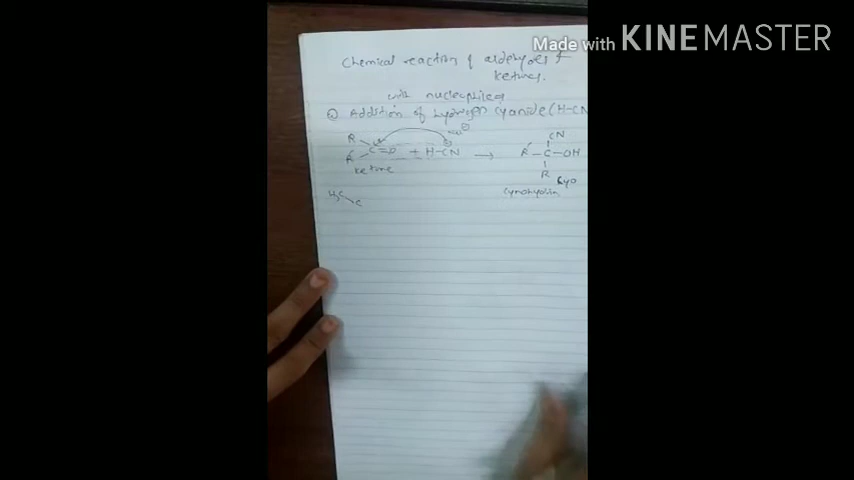 Made with KINEMASTER
Chemical reaction of aldehydes &
ketones.
with nucleophiles
Addition of hydrogen cyanide (H-CN
R
R' C=O + H-CN → R'-C-OH
CN
R
ketone
H3C
C